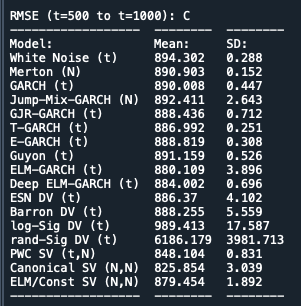 RMSE (t=500 to t=1000): C
------------------ -------- --------
Model: Mean: SD:
White Noise (t) 894.302 0.288
Merton (N) 890.903 0.152
GARCH (t) 890.008 0.447
Jump-Mix-GARCH (N) 892.411 2.643
GJR-GARCH (t) 888.436 0.712
T-GARCH (t) 886.992 0.251
E-GARCH (t) 888.819 0.308
Guyon (t) 891.159 0.526
ELM-GARCH (t) 880.109 3.896
Deep ELM-GARCH (t) 884.002 0.696
ESN DV (t) 886.37 4.102
Barron DV (t) 888.255 5.559
log-Sig DV (t) 989.413 17.587
rand-Sig DV (t) 6186.179 3981.713
PWC SV (t,N) 848.104 0.831
Canonical SV (N,N) 825.854 3.039
ELM/Const SV (N,N) 879.454 1.892
------------------ -------- --------